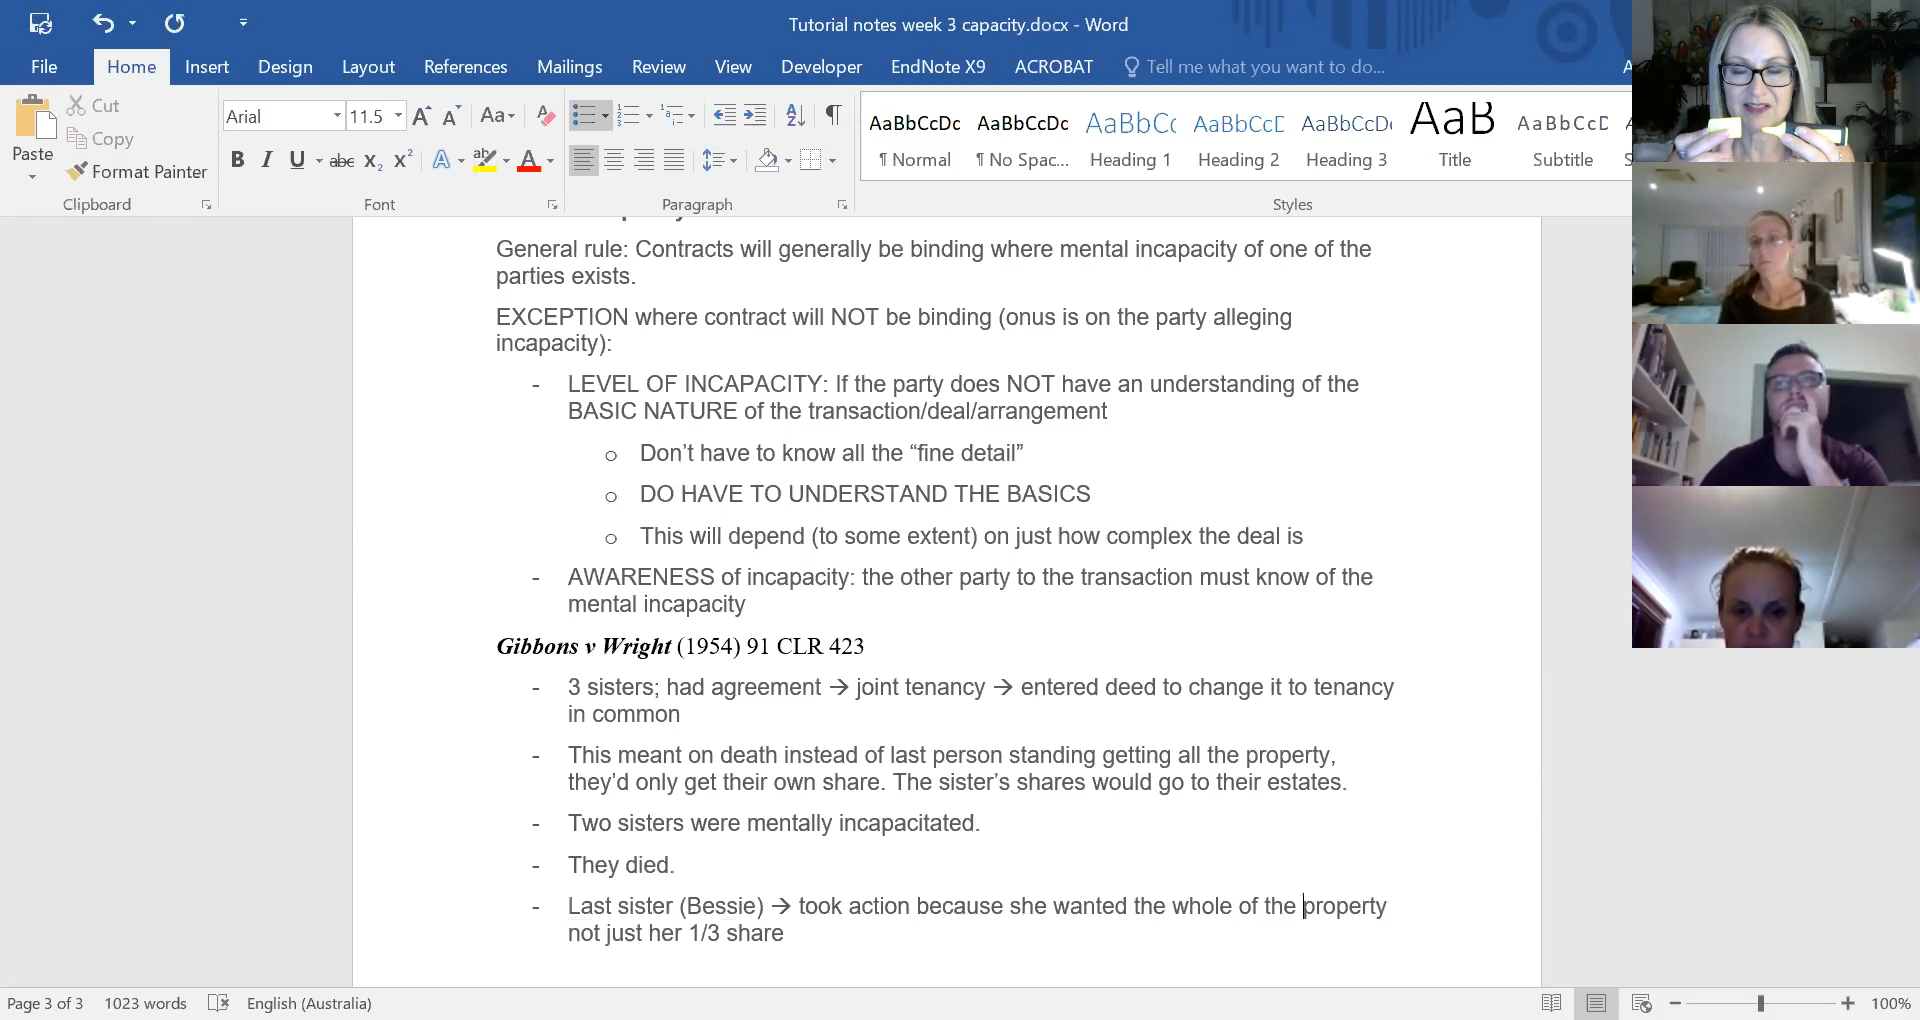 Tutorial notes week 3 capacity.docx - Word
File Home Insert Design Layout References Mailings Review View Developer EndNote X9 ACROBAT Tell me what you want to do...
Cut
Copy
Paste
Format Painter
Clipboard
Arial 11.5
Font
Paragraph
AaBbCcDc AaBbCcDc AaBbCc AaBbCcD AaBbCcDc AaB AaBbCcD
¶ Normal ¶ No Spac... Heading 1 Heading 2 Heading 3 Title Subtitle
Styles
General rule: Contracts will generally be binding where mental incapacity of one of the
parties exists.
EXCEPTION where contract will NOT be binding (onus is on the party alleging
incapacity):
- LEVEL OF INCAPACITY: If the party does NOT have an understanding of the
BASIC NATURE of the transaction/deal/arrangement
o Don’t have to know all the “fine detail”
o DO HAVE TO UNDERSTAND THE BASICS
o This will depend (to some extent) on just how complex the deal is
- AWARENESS of incapacity: the other party to the transaction must know of the
mental incapacity
Gibbons v Wright (1954) 91 CLR 423
- 3 sisters; had agreement → joint tenancy → entered deed to change it to tenancy
in common
- This meant on death instead of last person standing getting all the property,
they’d only get their own share. The sister’s shares would go to their estates.
- Two sisters were mentally incapacitated.
- They died.
- Last sister (Bessie) → took action because she wanted the whole of the property
not just her 1/3 share
Page 3 of 3 1023 words English (Australia) 100%